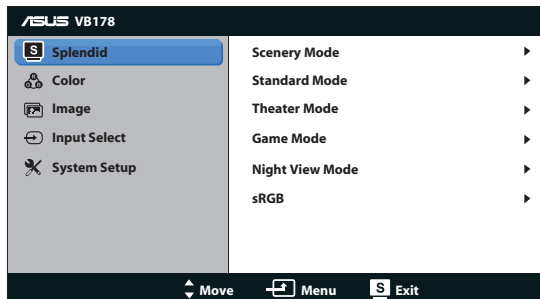 ASUS VB178
S Splendid
Color
Image
Input Select
System Setup
Scenery Mode
Standard Mode
Theater Mode
Game Mode
Night View Mode
sRGB
Move Menu S Exit